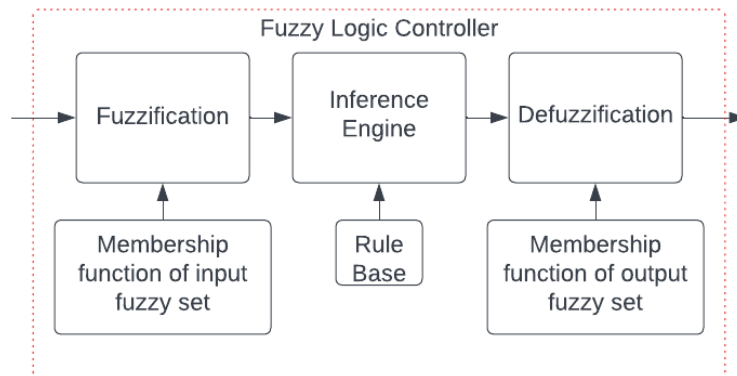 Fuzzy Logic Controller
Fuzzification
Inference
Engine
Defuzzification
Membership
function of input
fuzzy set
Rule
Base
Membership
function of output
fuzzy set